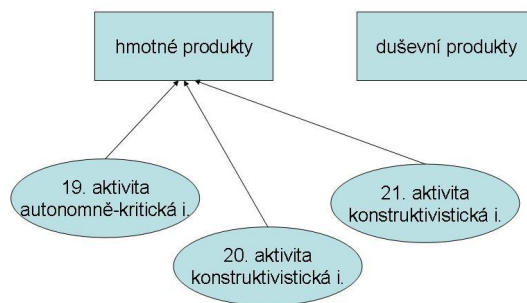 hmotné produkty
duševní produkty
19. aktivita
autonomně-kritická i.
21. aktivita
konstruktivistická i.
20. aktivita
konstruktivistická i.